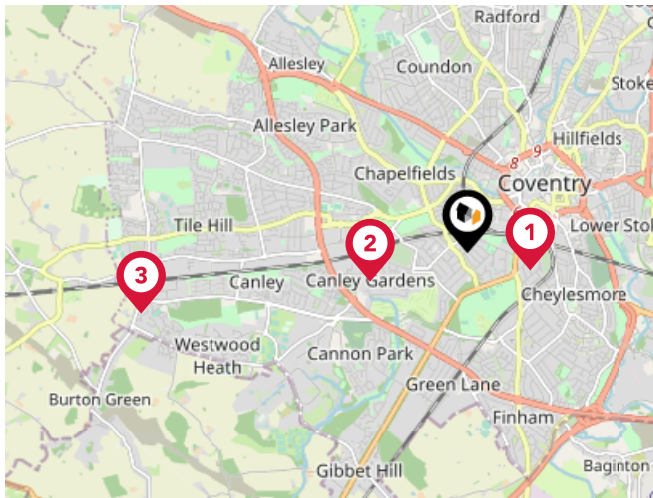 Radford
Allesley
Coundon
Stoke
Allesley Park
Hillfields
8
9
Chapelfields
Coventry
Tile Hill
1
2
Lower Stok
3
Canley
Canley Gardens
Cheylesmore
Westwood
Heath
Cannon Park
Green Lane
Burton Green
Finham
Gibbet Hill
Baginton